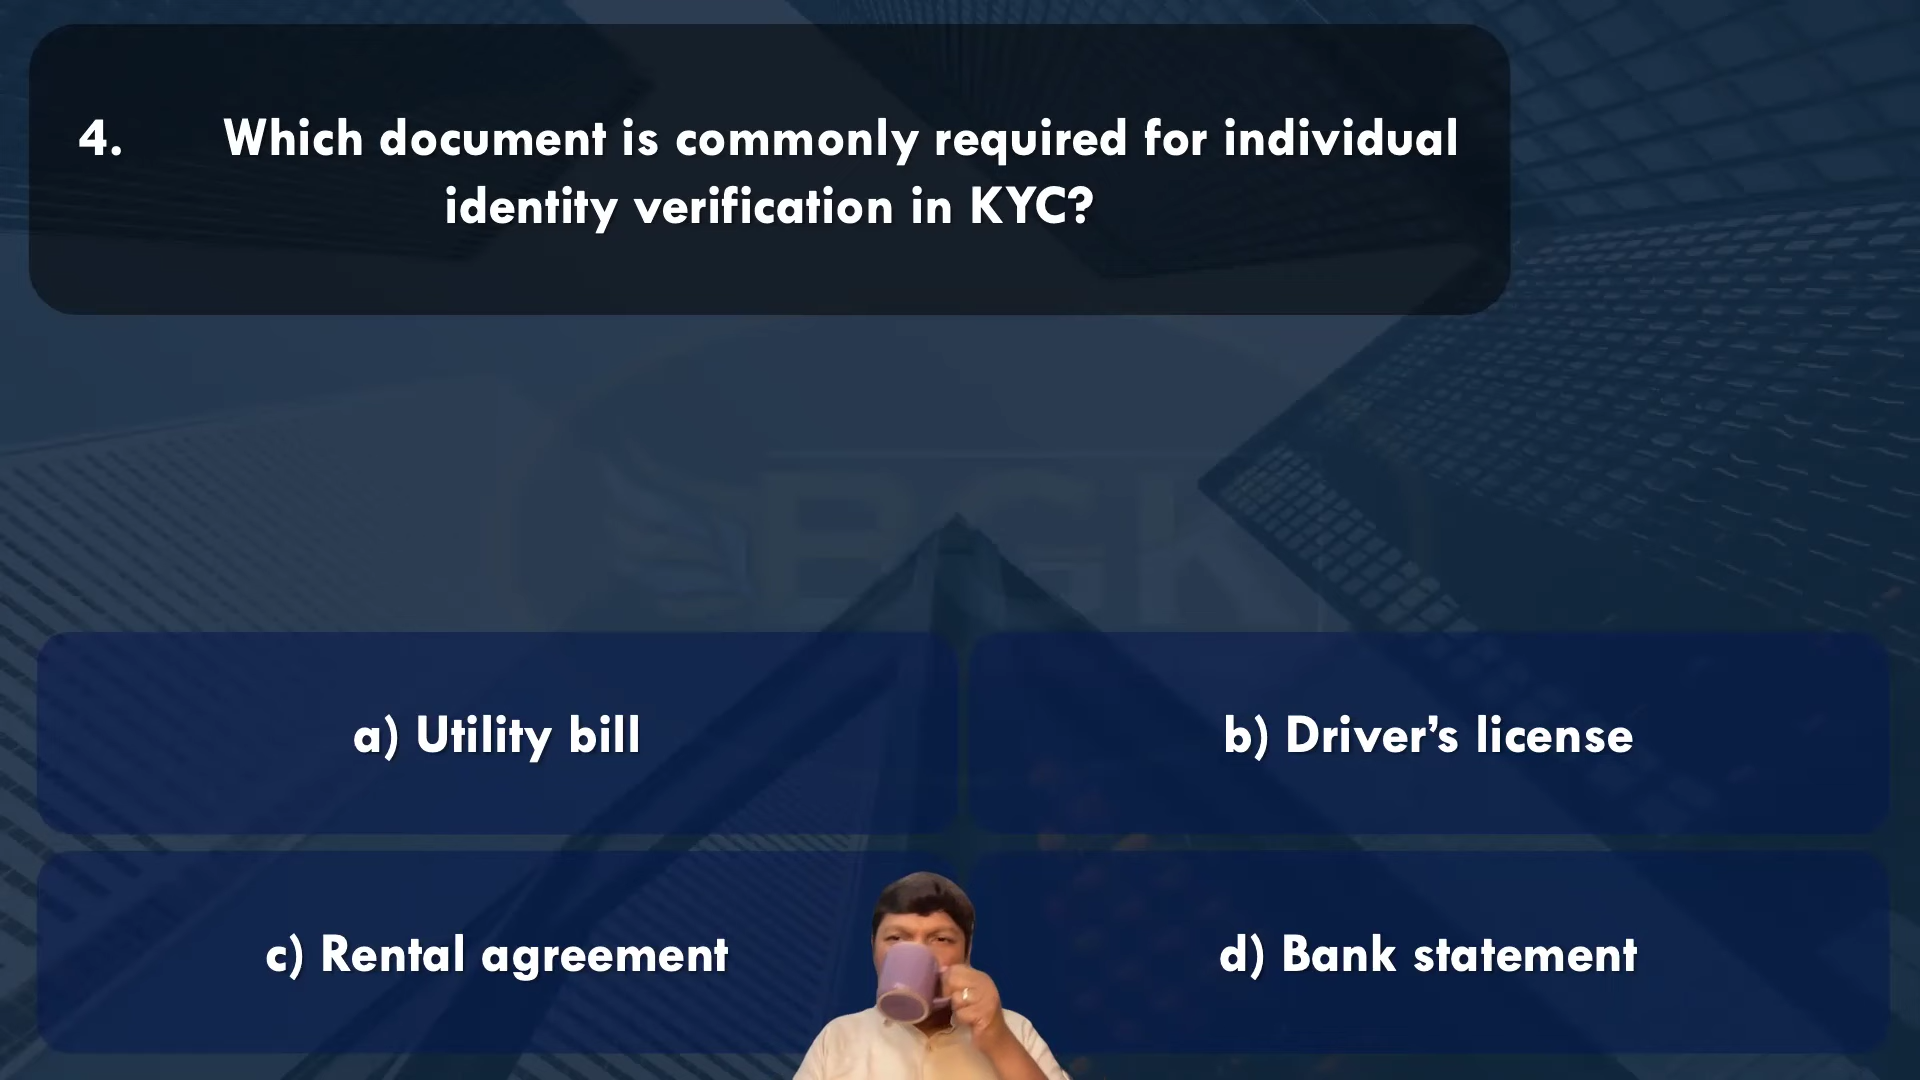 4. Which document is commonly required for individual
identity verification in KYC?
BGK
a) Utility bill
b) Driver’s license
c) Rental agreement
d) Bank statement